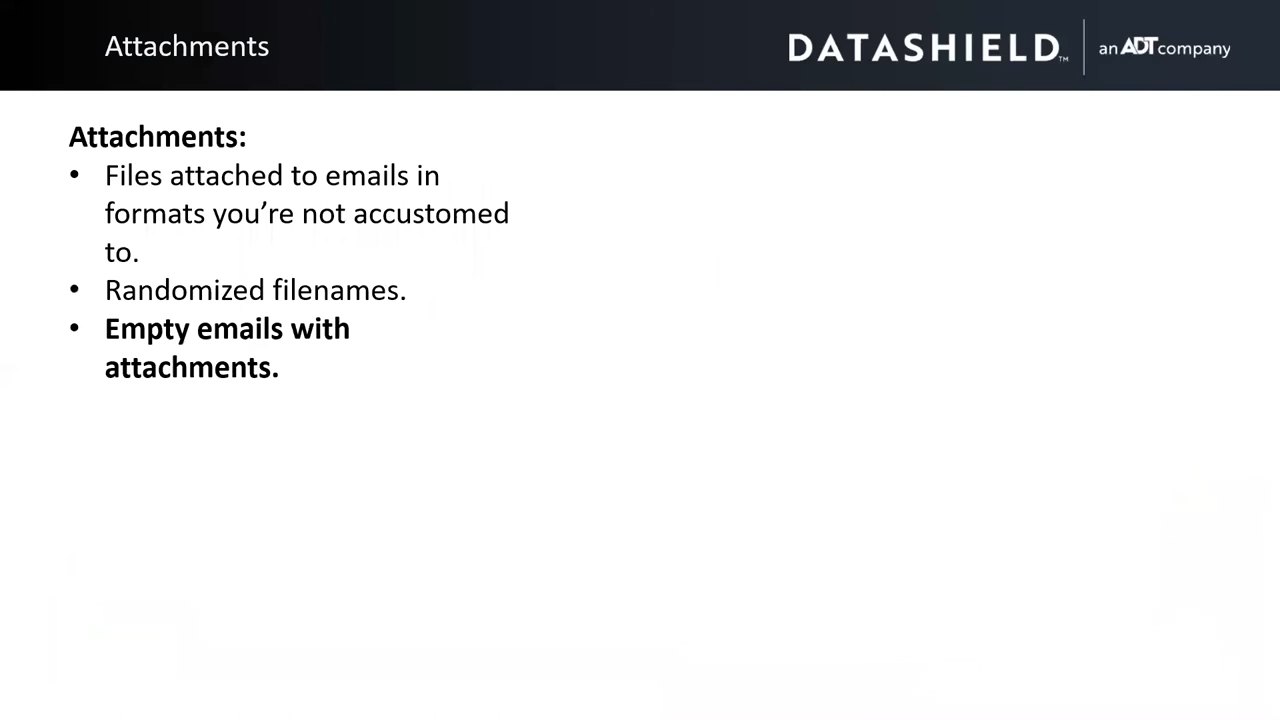 Attachments
DATASHIELD™ an ADT company
Attachments:
• Files attached to emails in
formats you’re not accustomed
to.
• Randomized filenames.
• Empty emails with
attachments.